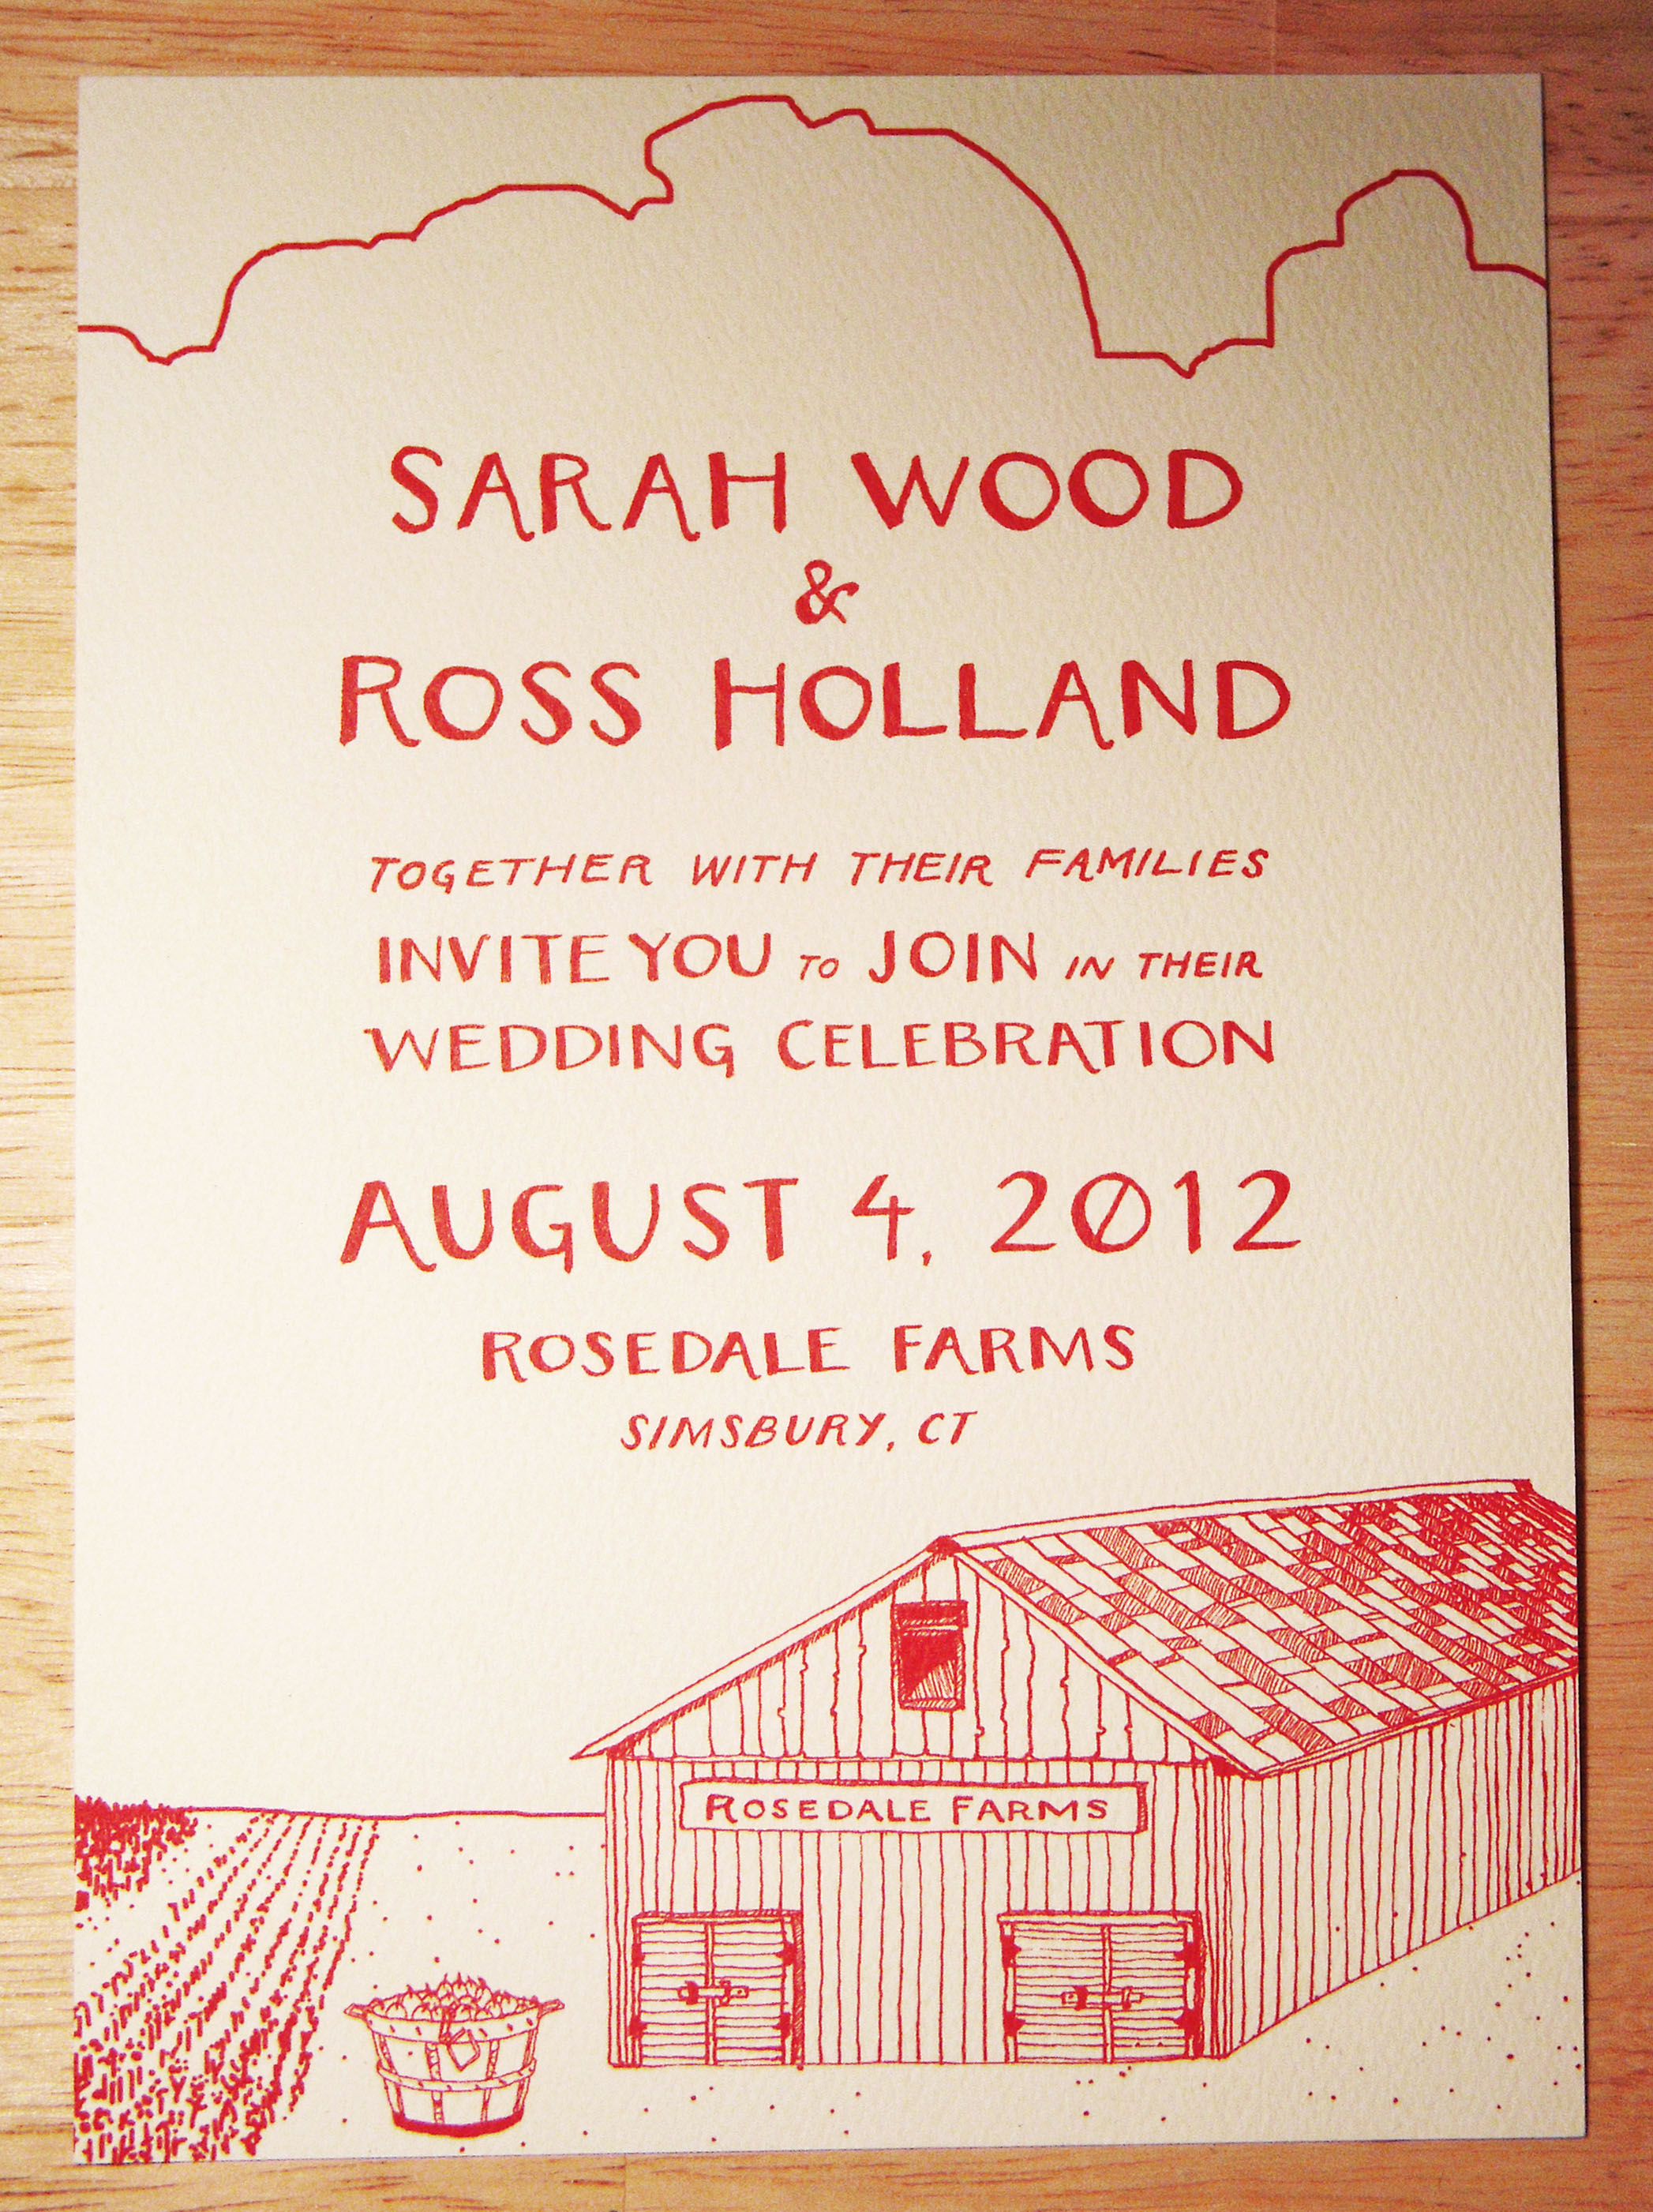 SARAH WOOD
&
ROSS HOLLAND
TOGETHER WITH THEIR FAMILIES
INVITE YOU TO JOIN IN THEIR
WEDDING CELEBRATION
AUGUST 4, 2012
ROSEDALE FARMS
SIMSBURY, CT
ROSEDALE FARMS